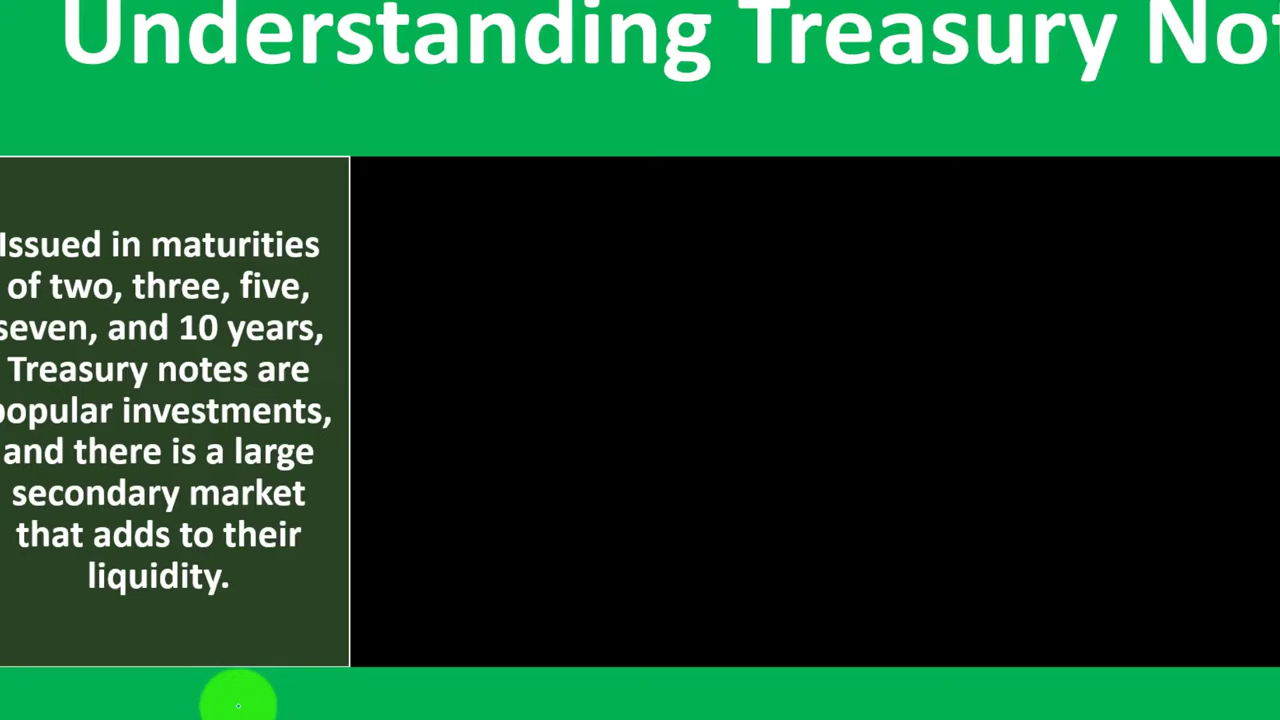 Understanding Treasury
Issued in maturities
of two, three, five,
seven, and 10 years,
Treasury notes are
popular investments,
and there is a large
secondary market
that adds to their
liquidity.